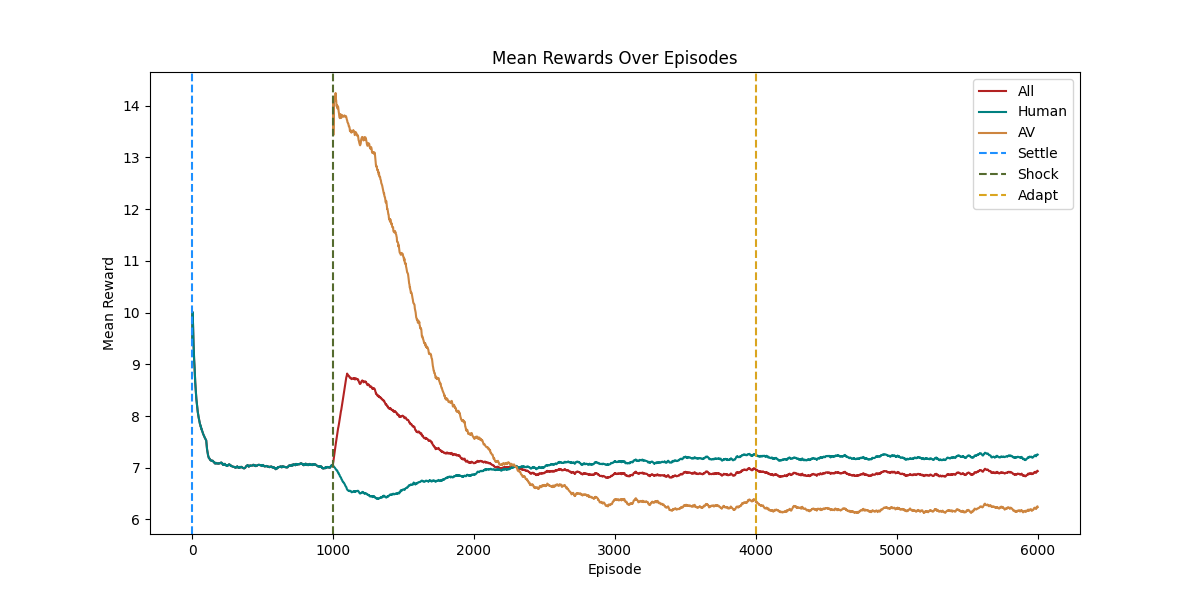 Mean Rewards Over Episodes
Mean Reward
14
13
12
11
10
9
8
7
6
All
Human
AV
Settle
Shock
Adapt
0 1000 2000 3000 4000 5000 6000
Episode